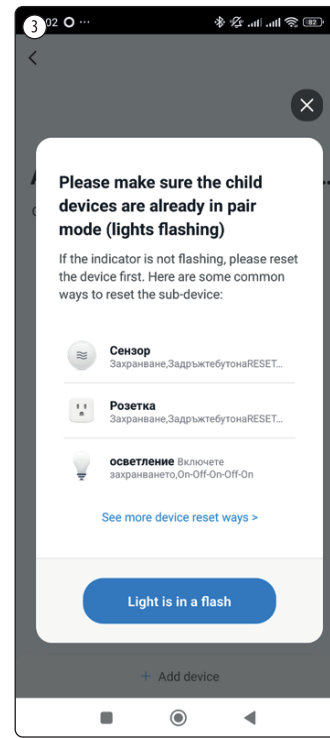 3
02
82
Please make sure the child
devices are already in pair
mode (lights flashing)
If the indicator is not flashing, please reset
the device first. Here are some common
ways to reset the sub-device:
Сензор
Захранване,ЗадръжтебутонаRESET...
Розетка
Захранване,ЗадръжтебутонаRESET...
осветление Включете
захранването,On-Off-On-Off-On
See more device reset ways >
Light is in a flash
+ Add device